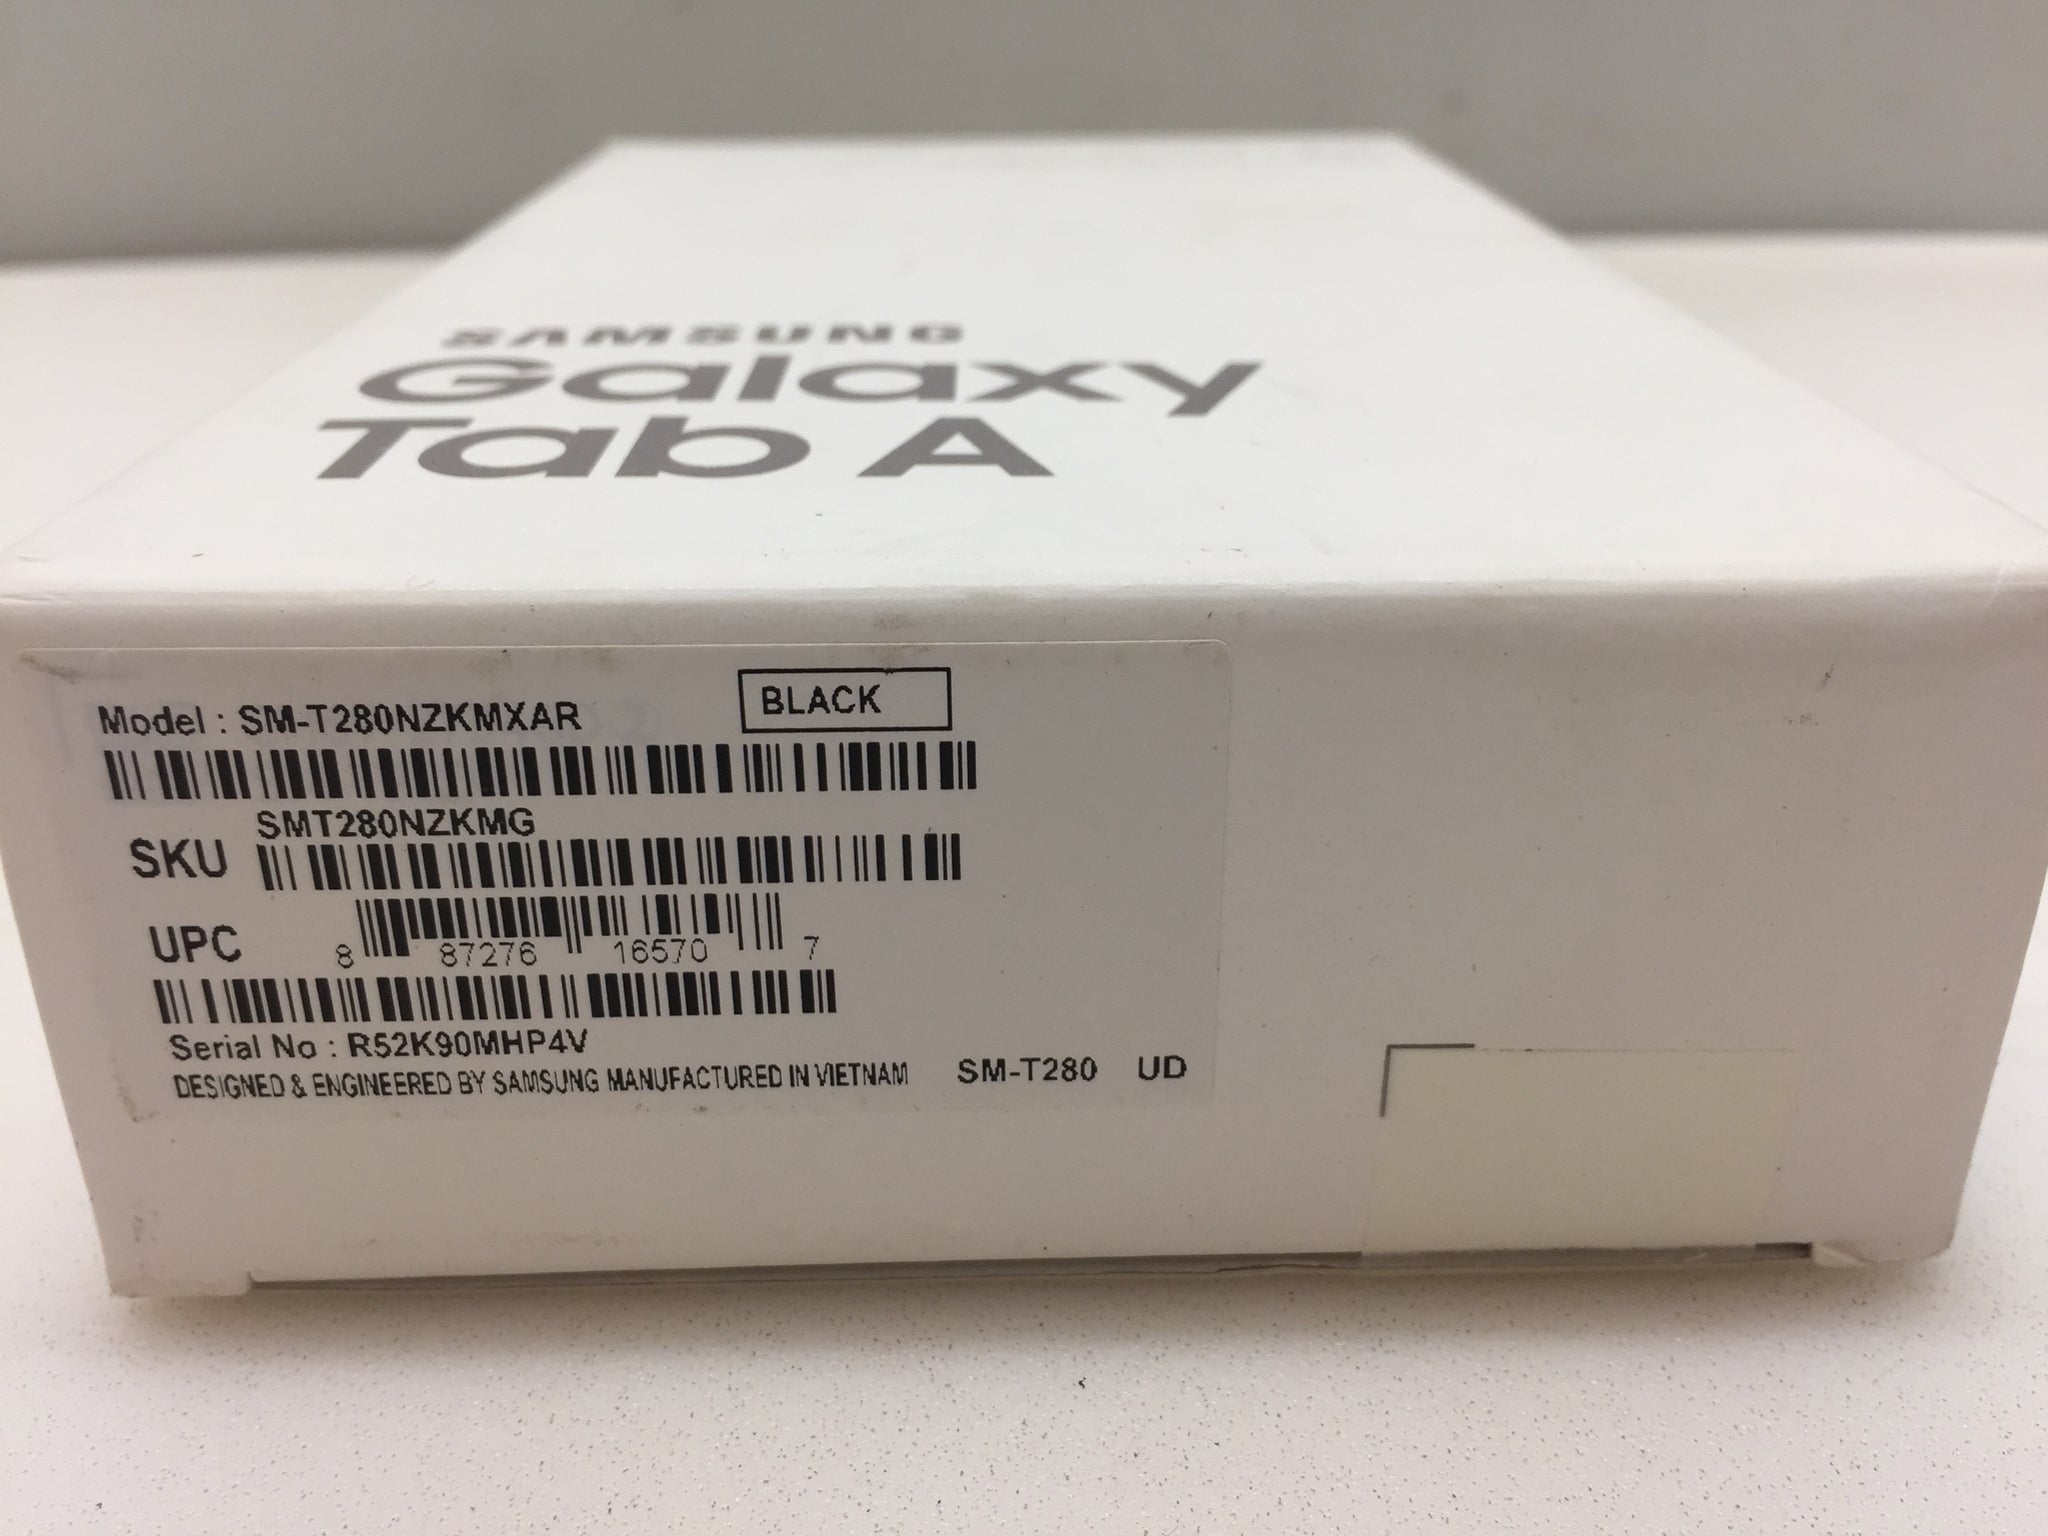 SAMSUNG
Galaxy
Tab A
Model : SM-T280NZKMXAR
BLACK
SMT280NZKMG
SKU
UPC
8 87276 16570 7
Serial No : R52K90MHP4V
DESIGNED & ENGINEERED BY SAMSUNG MANUFACTURED IN VIETNAM SM-T280 UD